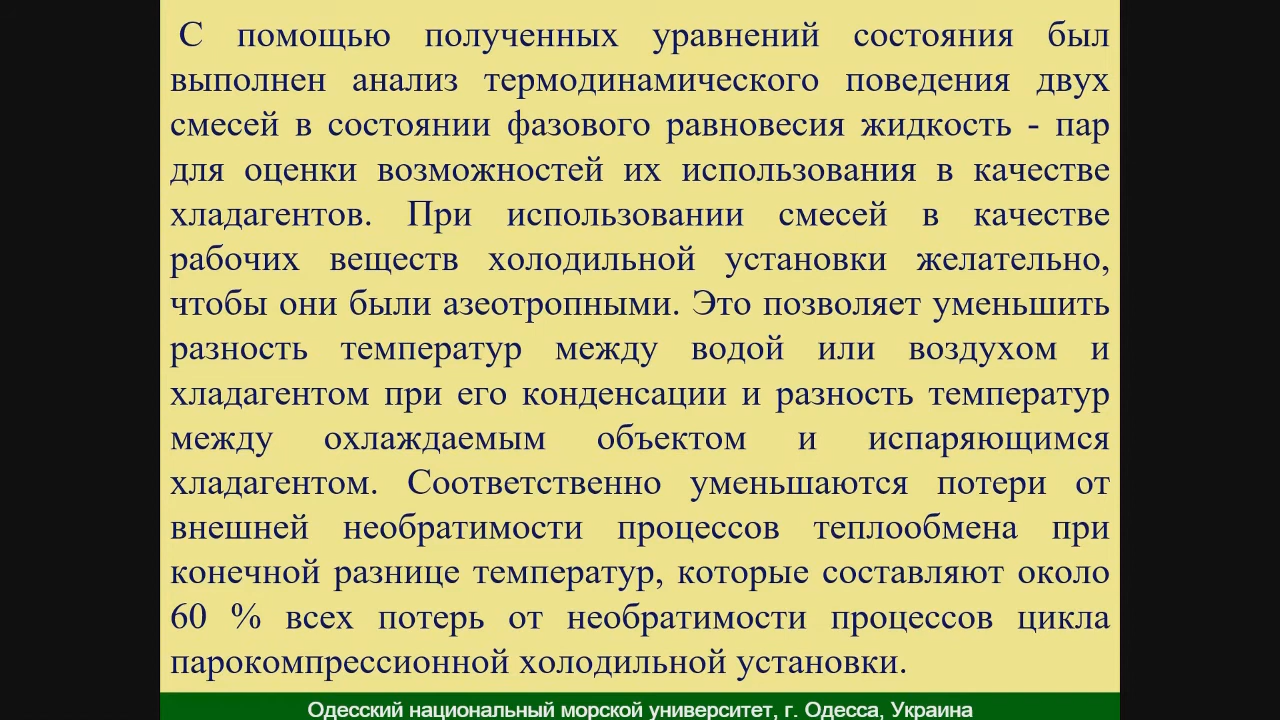 С помощью полученных уравнений состояния был
выполнен анализ термодинамического поведения двух
смесей в состоянии фазового равновесия жидкость - пар
для оценки возможностей их использования в качестве
хладагентов. При использовании смесей в качестве
рабочих веществ холодильной установки желательно,
чтобы они были азеотропными. Это позволяет уменьшить
разность температур между водой или воздухом и
хладагентом при его конденсации и разность температур
между охлаждаемым объектом и испаряющимся
хладагентом. Соответственно уменьшаются потери от
внешней необратимости процессов теплообмена при
конечной разнице температур, которые составляют около
60 % всех потерь от необратимости процессов цикла
парокомпрессионной холодильной установки.
Одесский национальный морской университет, г. Одесса, Украина